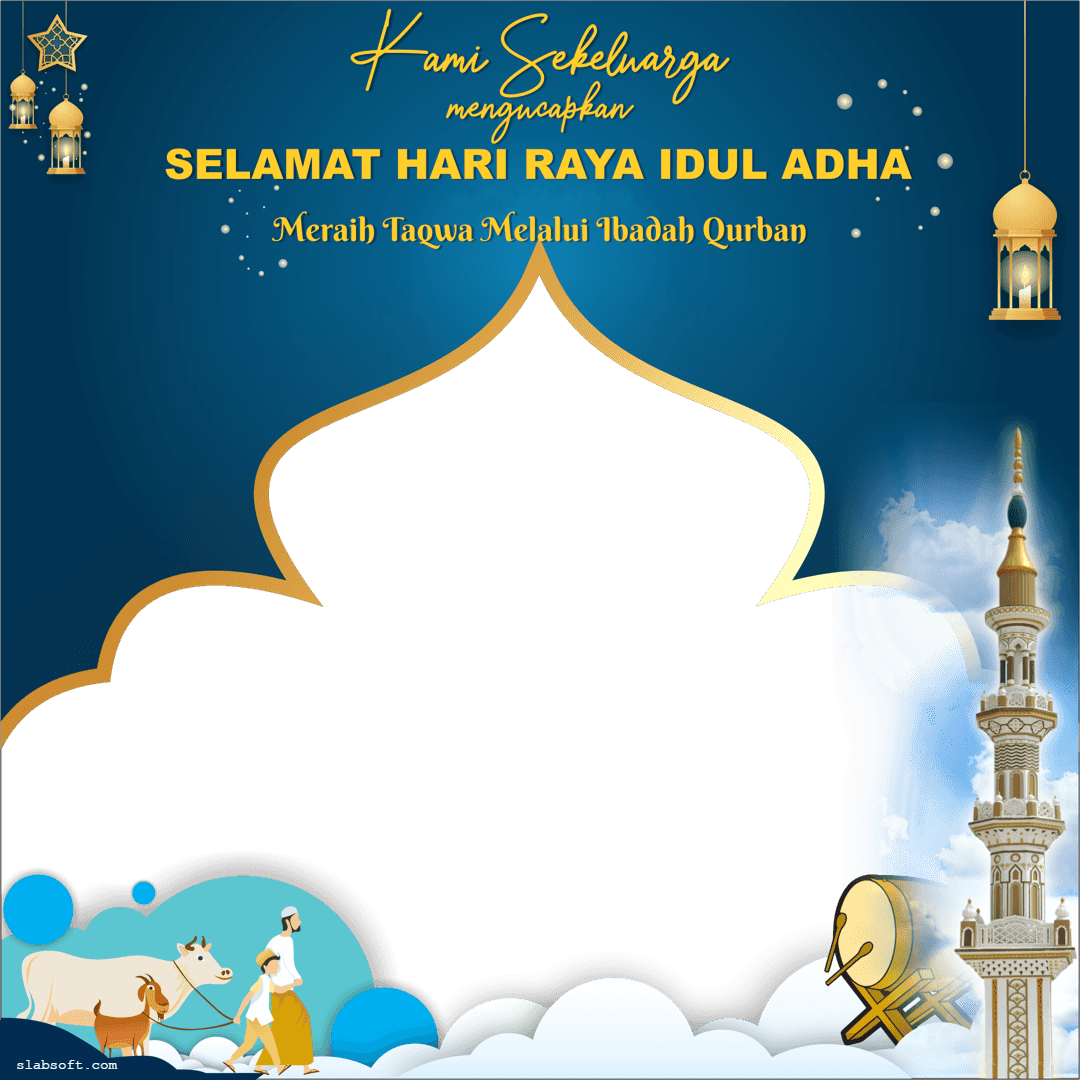 Kami Sekeluarga
mengucapkan
SELAMAT HARI RAYA IDUL ADHA
Meraih Taqwa Melalui Ibadah Qurban
slabsoft.com